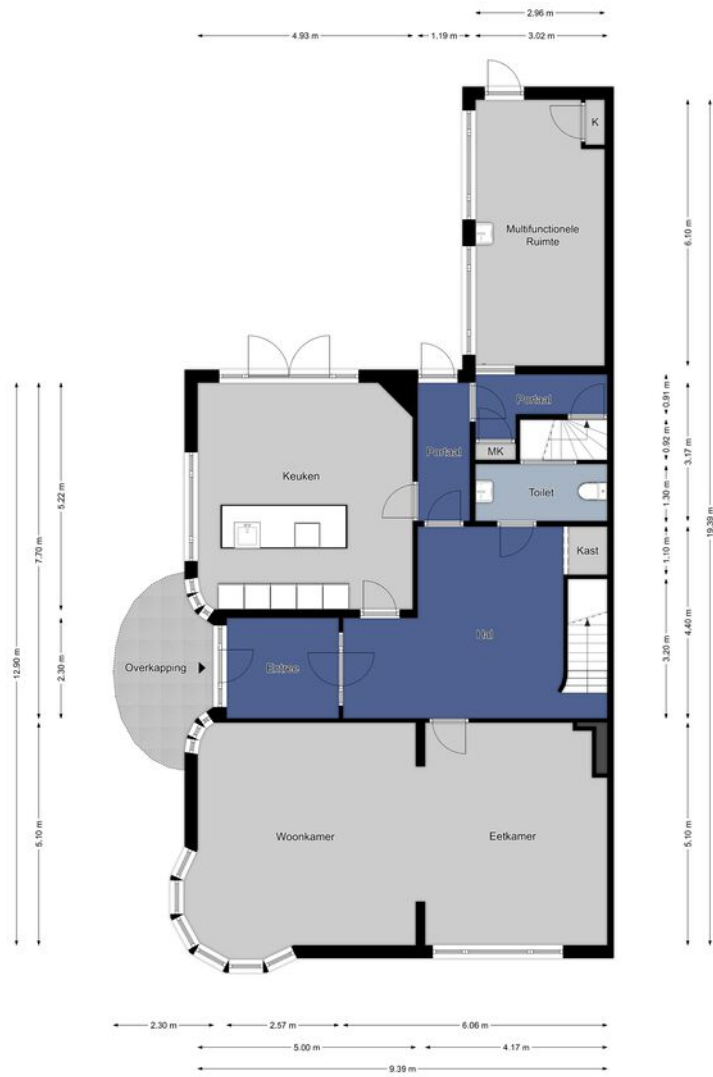 2.96 m
4.93 m
1.19 m
3.02 m
K
Multifunctionele
Ruimte
6.10 m
19.39 m
Portaal
0.91 m
0.92 m
3.17 m
MK
Portaal
Keuken
Toilet
1.30 m
5.22 m
7.70 m
12.90 m
Kast
1.10 m
Hal
4.40 m
3.20 m
Overkapping
Entree
2.30 m
Woonkamer
Eetkamer
5.10 m
5.10 m
2.30 m
2.57 m
6.06 m
5.00 m
4.17 m
9.39 m